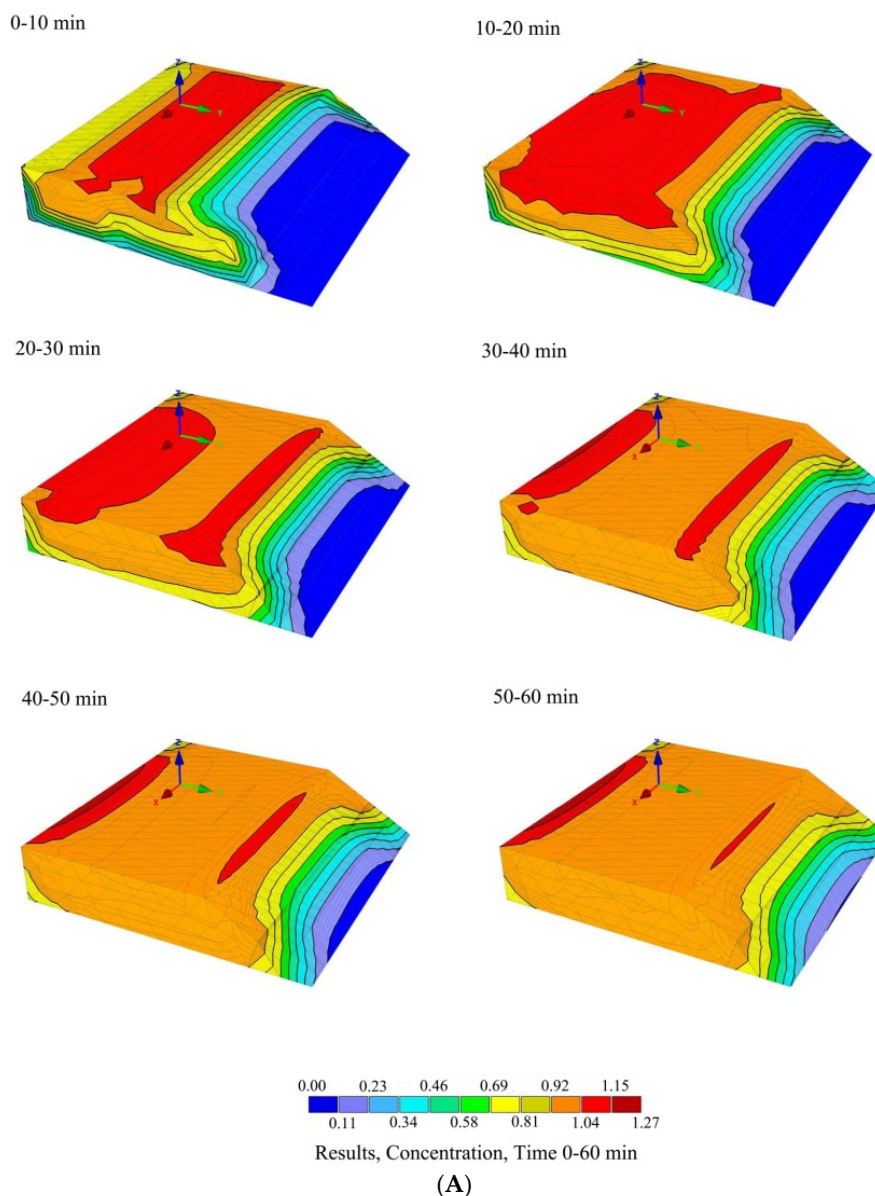 0-10 min
10-20 min
Z
Y
20-30 min
30-40 min
Z
Z
X
40-50 min
50-60 min
Z
X
Z
X
0.00 0.23 0.46 0.69 0.92 1.15
0.11 0.34 0.58 0.81 1.04 1.27
Results, Concentration, Time 0-60 min
(A)